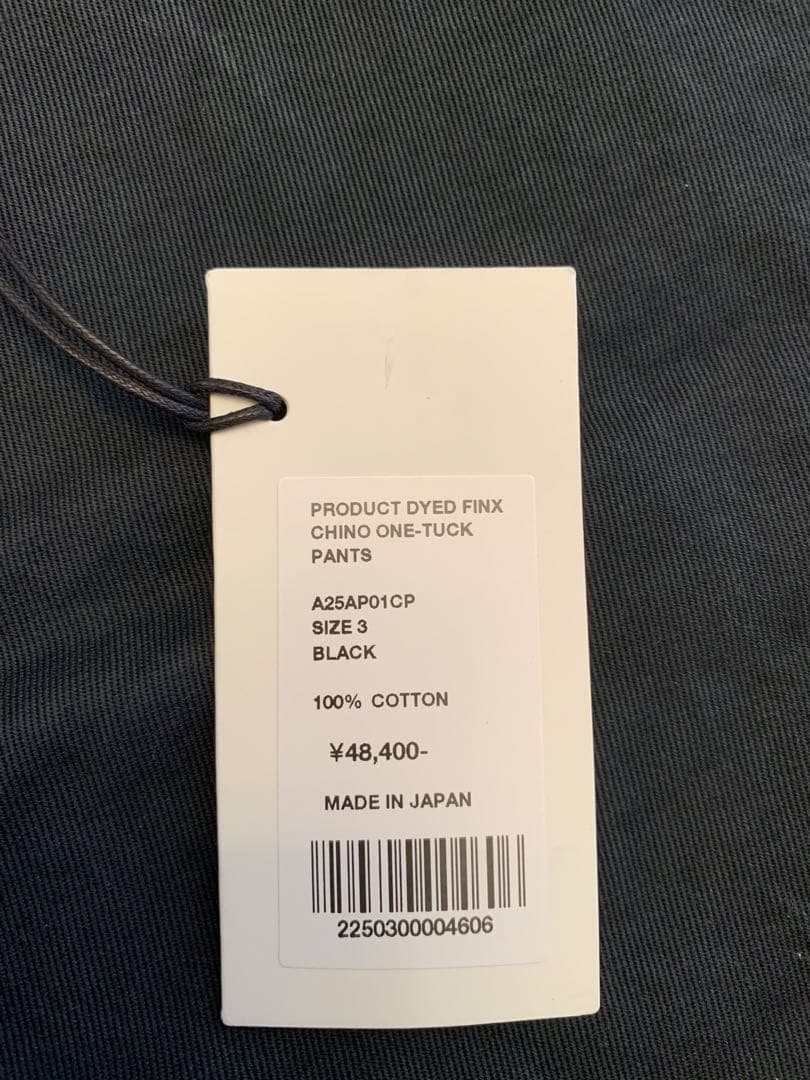 PRODUCT DYED FINX
CHINO ONE-TUCK
PANTS
A25AP01CP
SIZE 3
BLACK
100% COTTON
¥48,400-
MADE IN JAPAN
2250300004606